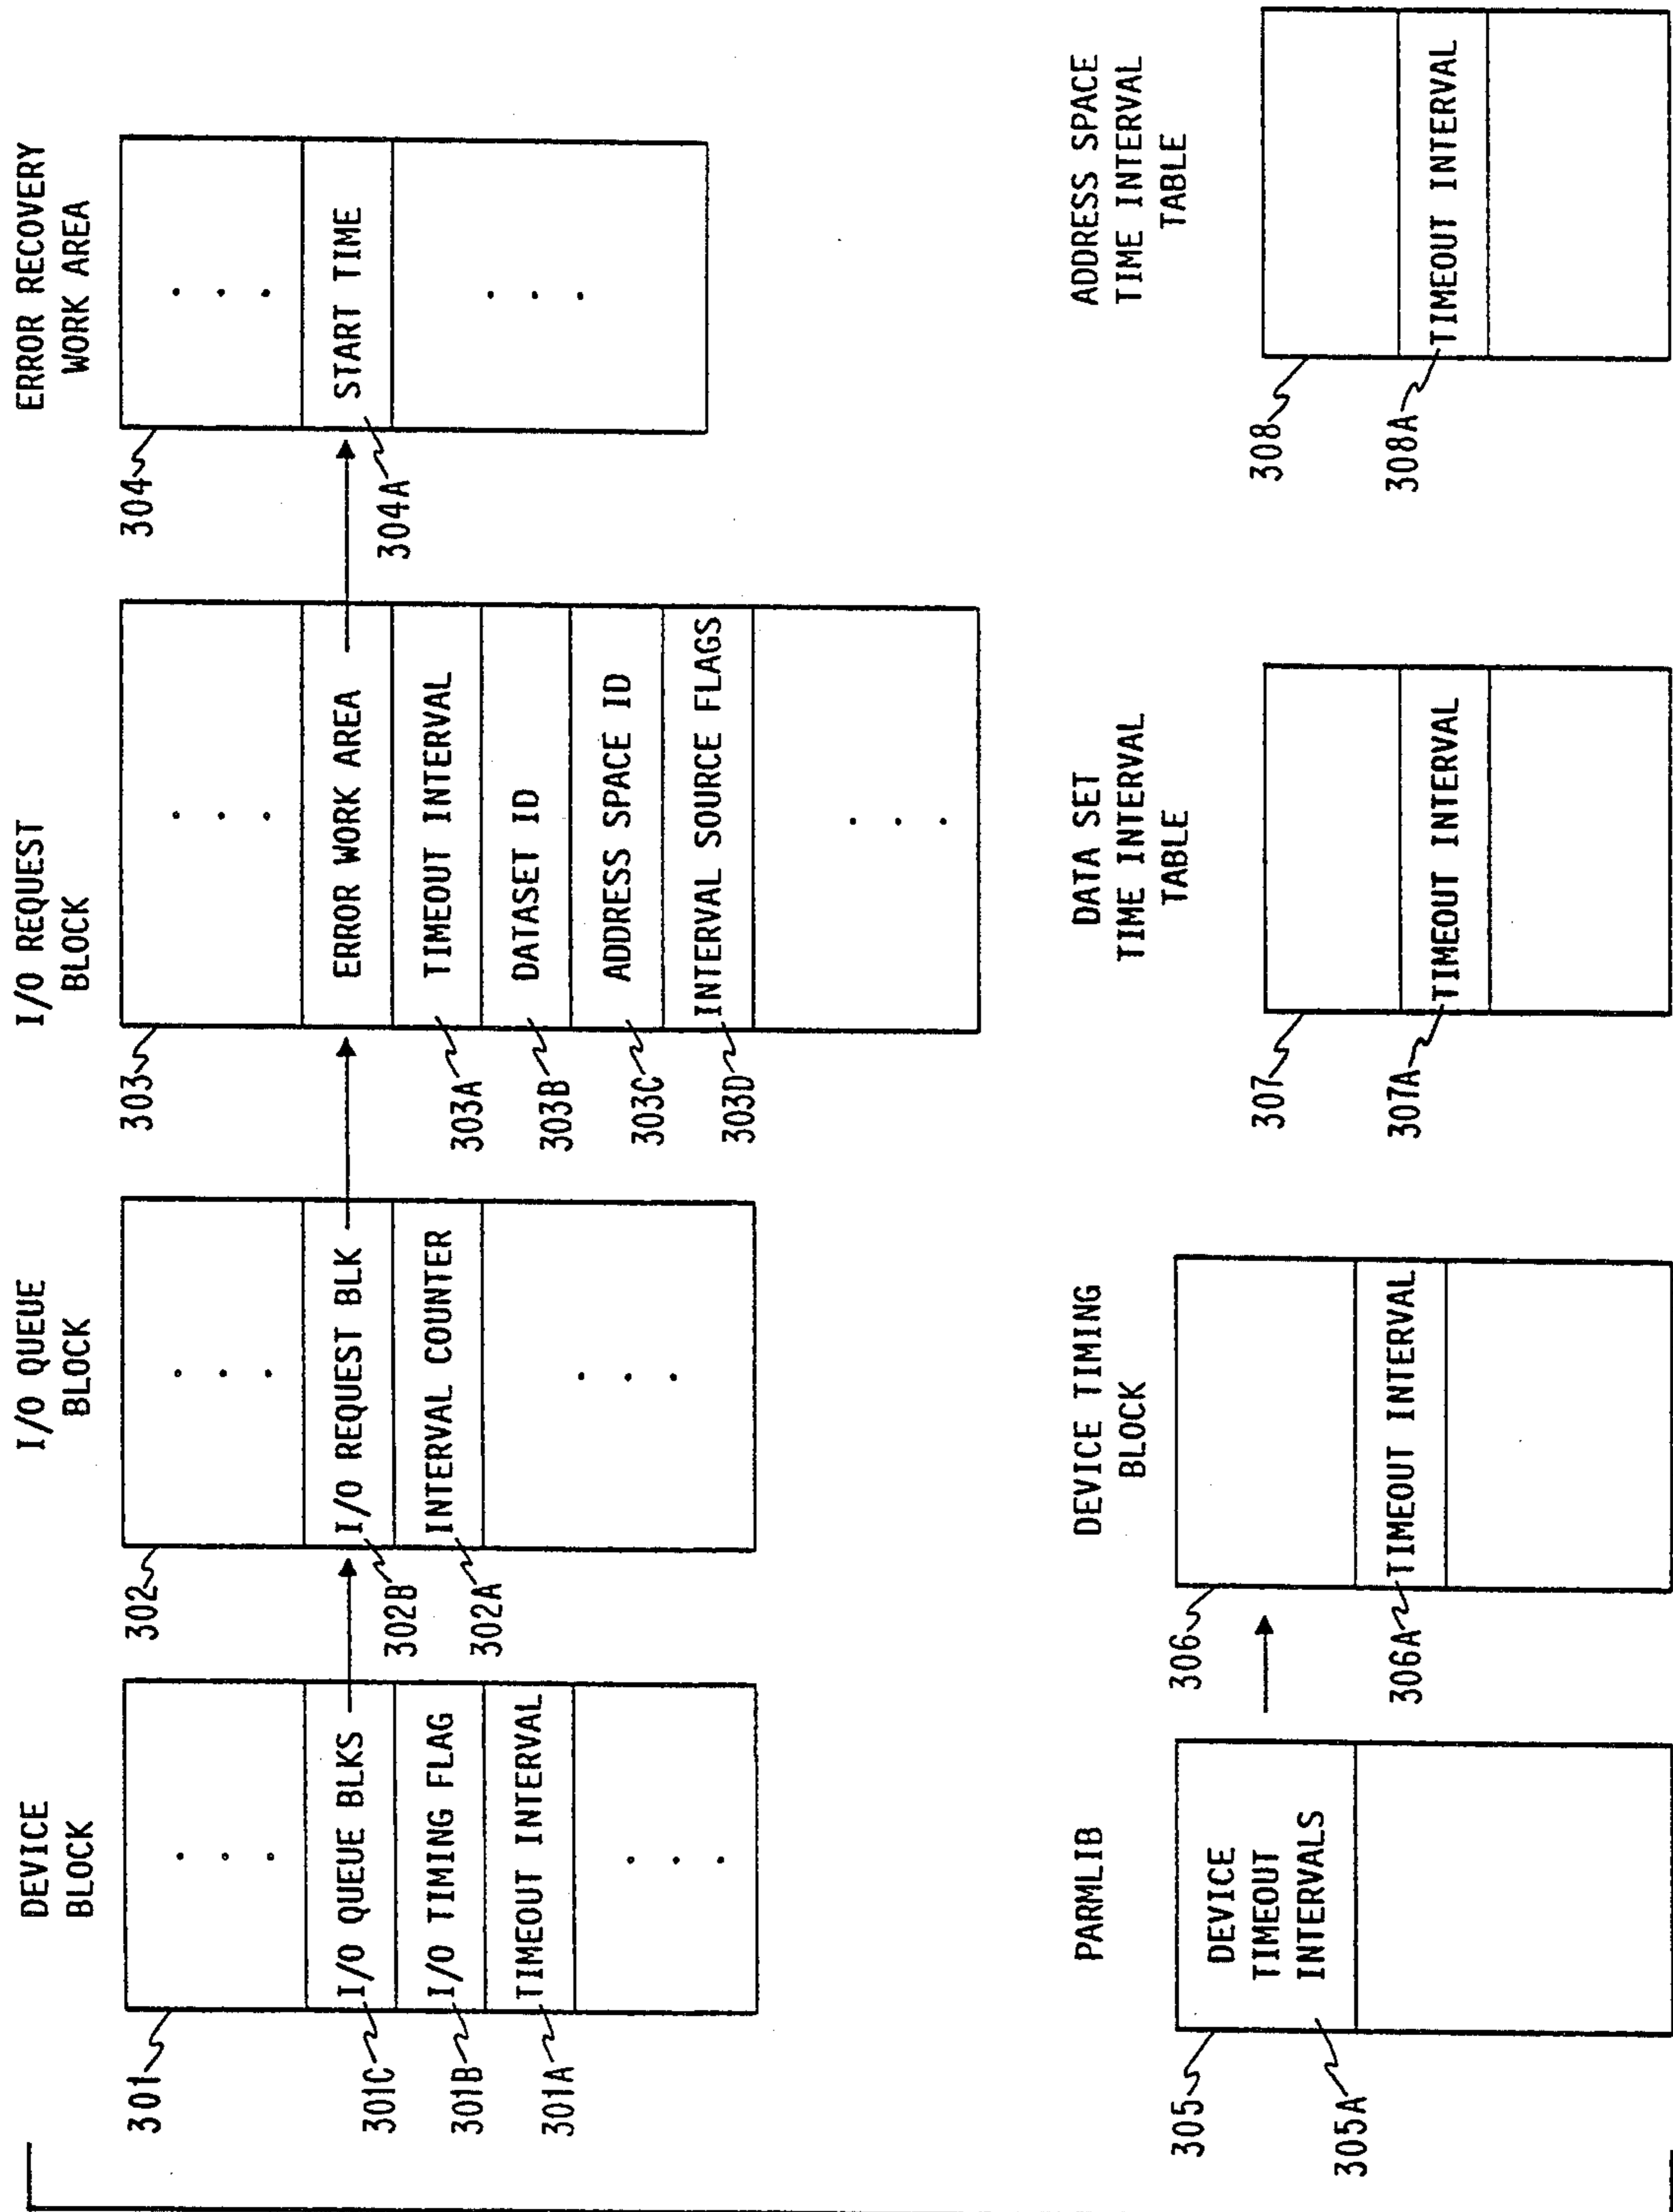 DEVICE
BLOCK
301
301C
I/O QUEUE BLKS
301B
I/O TIMING FLAG
301A
TIMEOUT INTERVAL
I/O QUEUE
BLOCK
302
302B
I/O REQUEST BLK
302A
INTERVAL COUNTER
I/O REQUEST
BLOCK
303
ERROR WORK AREA
303A
TIMEOUT INTERVAL
303B
DATASET ID
303C
ADDRESS SPACE ID
303D
INTERVAL SOURCE FLAGS
ERROR RECOVERY
WORK AREA
304
304A
START TIME
PARMLIB
305
305A
DEVICE
TIMEOUT
INTERVALS
DEVICE TIMING
BLOCK
306
306A
TIMEOUT INTERVAL
DATA SET
TIME INTERVAL
TABLE
307
307A
TIMEOUT INTERVAL
ADDRESS SPACE
TIME INTERVAL
TABLE
308
308A
TIMEOUT INTERVAL